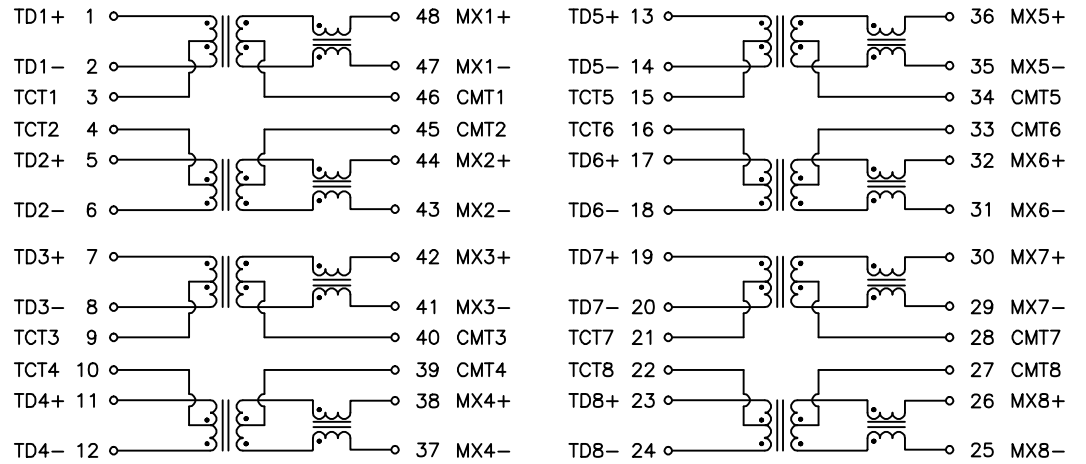 TD1+ 1 48 MX1+ TD5+ 13 36 MX5+
TD1- 2 47 MX1- TD5- 14 35 MX5-
TCT1 3 46 CMT1 TCT5 15 34 CMT5
TCT2 4 45 CMT2 TCT6 16 33 CMT6
TD2+ 5 44 MX2+ TD6+ 17 32 MX6+
TD2- 6 43 MX2- TD6- 18 31 MX6-
TD3+ 7 42 MX3+ TD7+ 19 30 MX7+
TD3- 8 41 MX3- TD7- 20 29 MX7-
TCT3 9 40 CMT3 TCT7 21 28 CMT7
TCT4 10 39 CMT4 TCT8 22 27 CMT8
TD4+ 11 38 MX4+ TD8+ 23 26 MX8+
TD4- 12 37 MX4- TD8- 24 25 MX8-